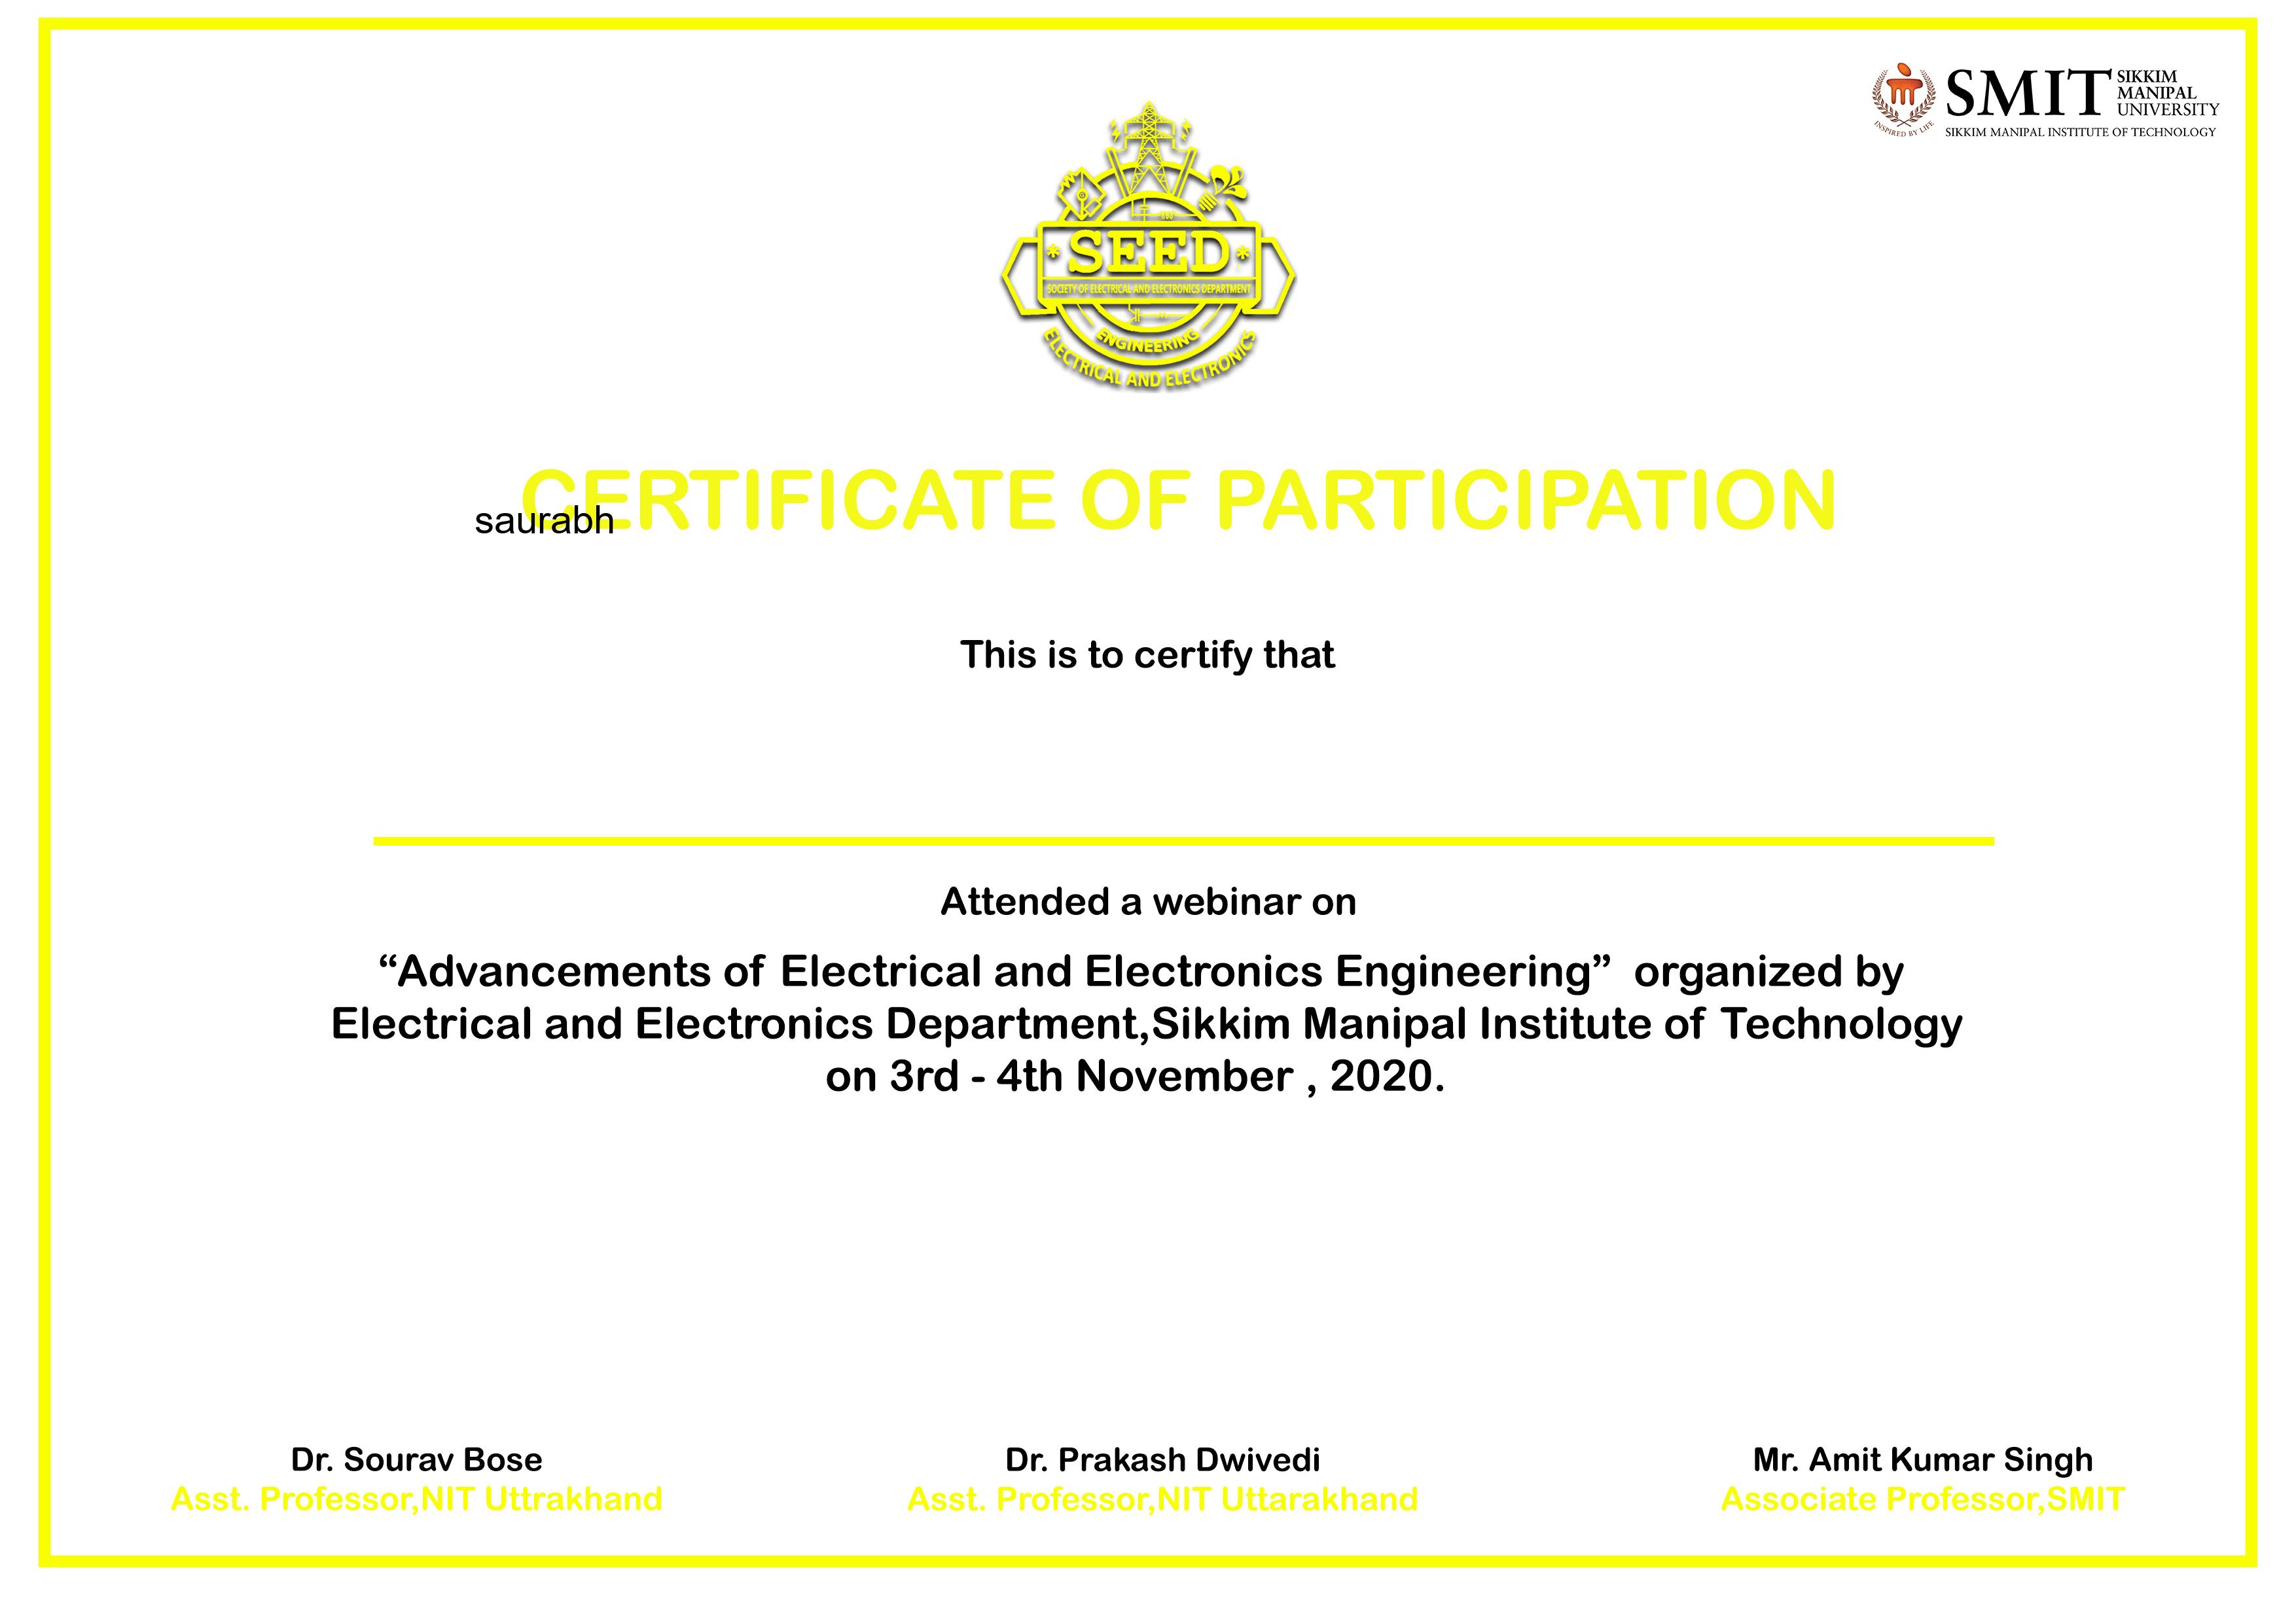 SMIT
SIKKIM
MANIPAL
UNIVERSITY
INSPIRED BY LIFE
SIKKIM MANIPAL INSTITUTE OF TECHNOLOGY
* SEED *
SOCIETY OF ELECTRICAL AND ELECTRONICS DEPARTMENT
ENGINEERING
ELECTRICAL AND ELECTRONICS
CERTIFICATE OF PARTICIPATION
saurabh
This is to certify that
Attended a webinar on
“Advancements of Electrical and Electronics Engineering” organized by
Electrical and Electronics Department,Sikkim Manipal Institute of Technology
on 3rd - 4th November , 2020.
Dr. Sourav Bose
Asst. Professor,NIT Uttrakhand
Dr. Prakash Dwivedi
Asst. Professor,NIT Uttarakhand
Mr. Amit Kumar Singh
Associate Professor,SMIT